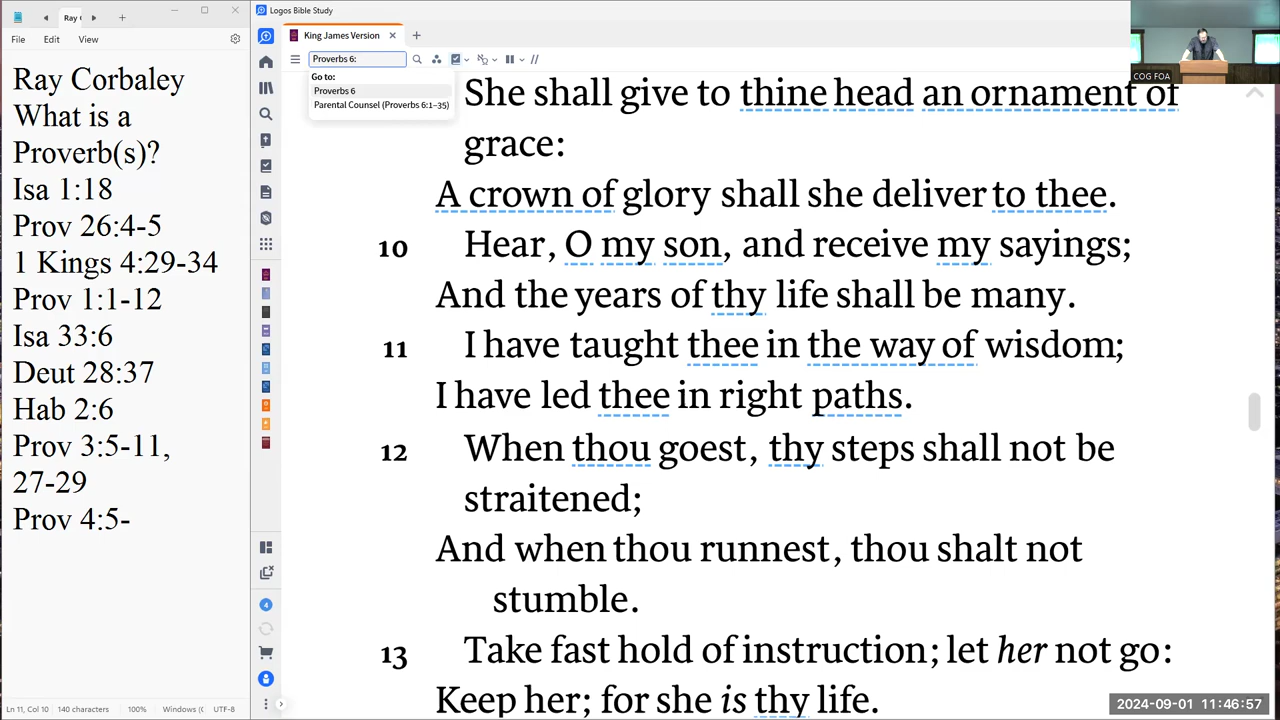 Ray C
File
Edit
View
Ray Corbaley
What is a
Proverb(s)?
Isa 1:18
Prov 26:4-5
1 Kings 4:29-34
Prov 1:1-12
Isa 33:6
Deut 28:37
Hab 2:6
Prov 3:5-11,
27-29
Prov 4:5-
Ln 11, Col 10
140 characters
100%
Windows (C
UTF-8
Logos Bible Study
King James Version
Proverbs 6:
Go to:
Proverbs 6
Parental Counsel (Proverbs 6:1–35)
4
She shall give to thine head an ornament of
grace:
A crown of glory shall she deliver to thee.
10 Hear, O my son, and receive my sayings;
And the years of thy life shall be many.
11 I have taught thee in the way of wisdom;
I have led thee in right paths.
12 When thou goest, thy steps shall not be
straitened;
And when thou runnest, thou shalt not
stumble.
13 Take fast hold of instruction; let her not go:
Keep her; for she is thy life.
COG FOA
2024-09-01 11:46:57